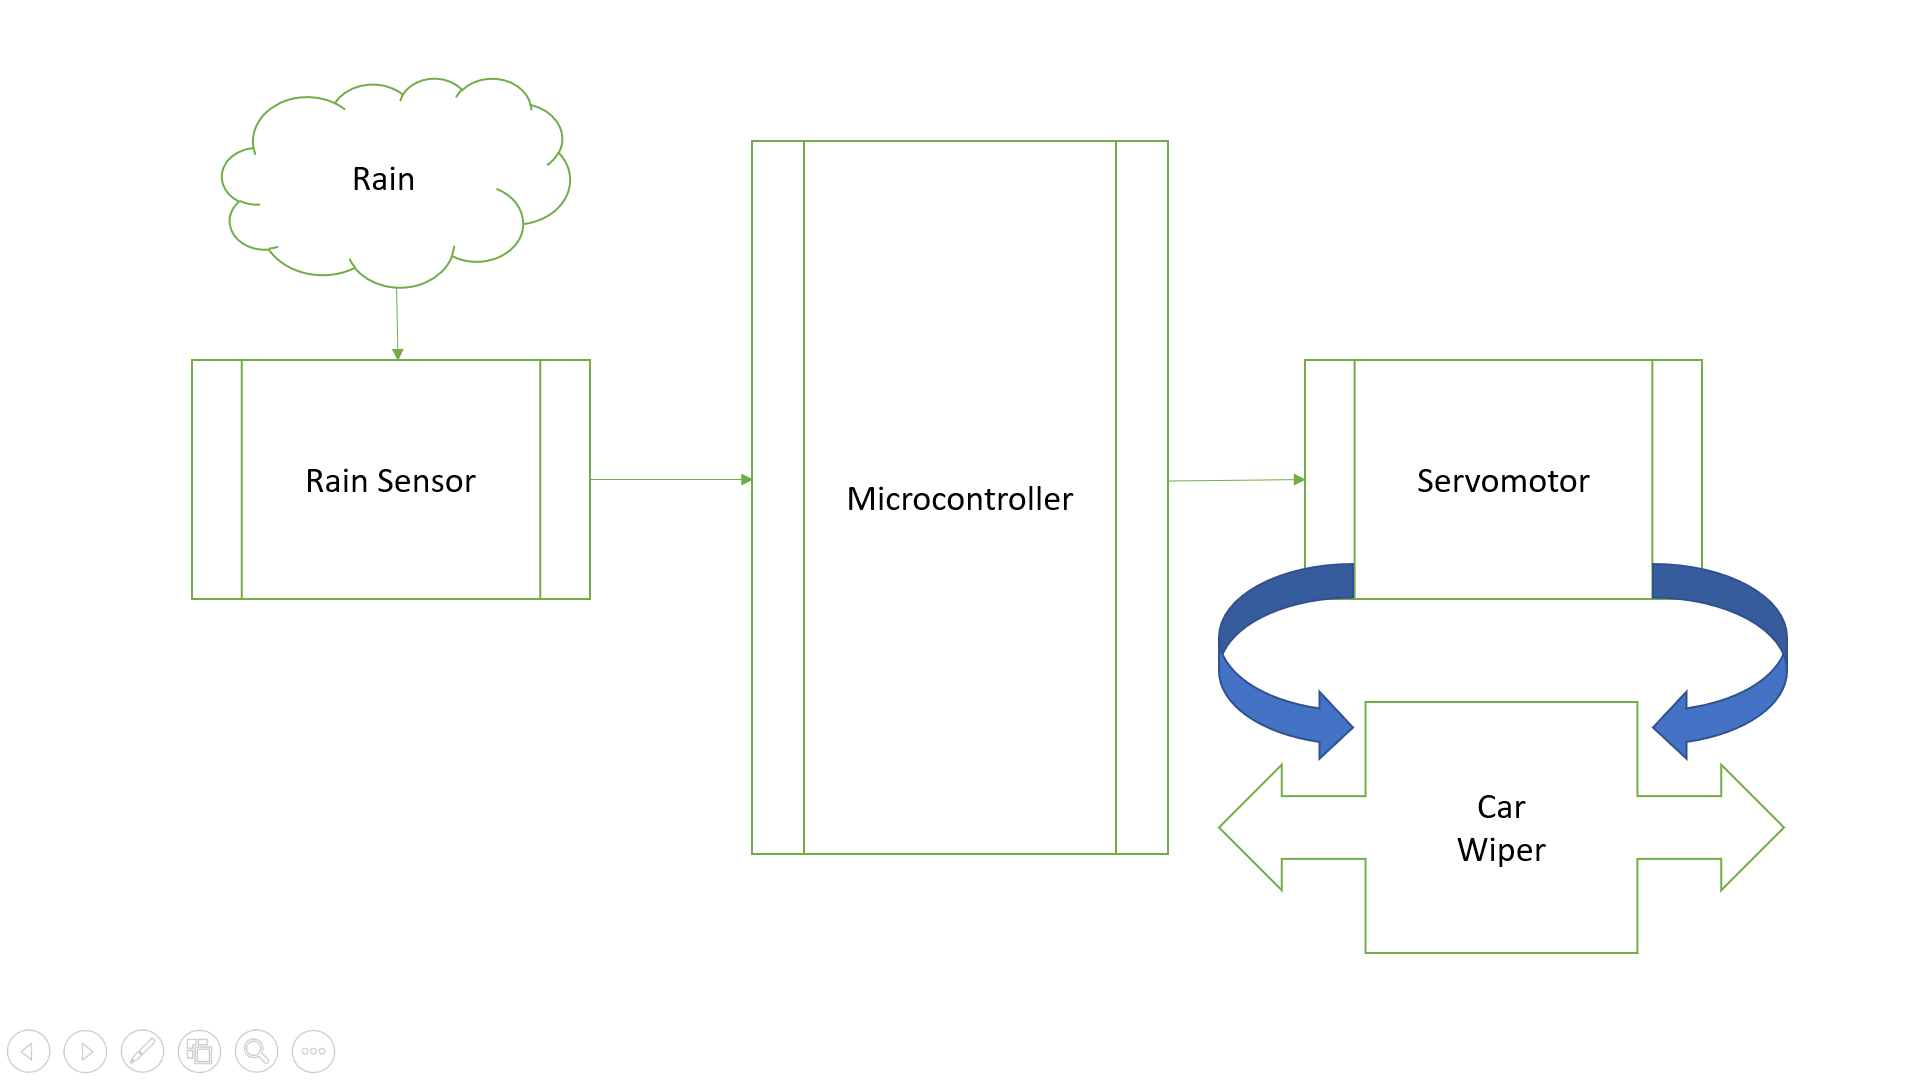 Rain
Rain Sensor
Microcontroller
Servomotor
Car
Wiper